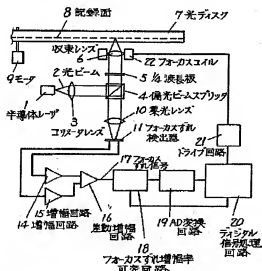 8 記録面
7 光ディスク
収束レンズ
6
22 フォーカスコイル
9 モータ
2 光ビーム
5 ¼波長板
4 偏光ビームスプリッタ
1
3
半導体レーザ
コリメータレンズ
10 集光レンズ
11 フォーカスずれ検出器
21
ドライブ回路
17 フォーカスずれ信号
15 増幅回路
14 増幅回路
16
差動増幅回路
18
フォーカスずれ増幅率可変回路
19 AD変換回路
20
ディジタル信号処理回路